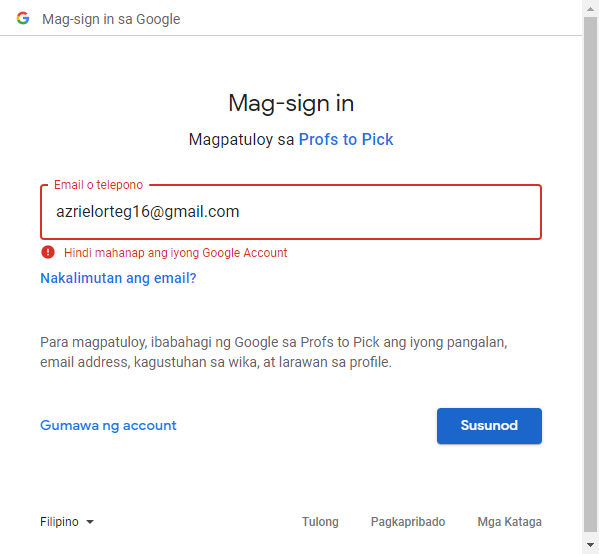 Mag-sign in sa Google
Mag-sign in
Magpatuloy sa Profs to Pick
Email o telepono
azrielorteg16@gmail.com
Hindi mahanap ang iyong Google Account
Nakalimutan ang email?
Para magpatuloy, ibabahagi ng Google sa Profs to Pick ang iyong pangalan,
email address, kagustuhan sa wika, at larawan sa profile.
Gumawa ng account
Susunod
Filipino
Tulong
Pagkapribado
Mga Kataga